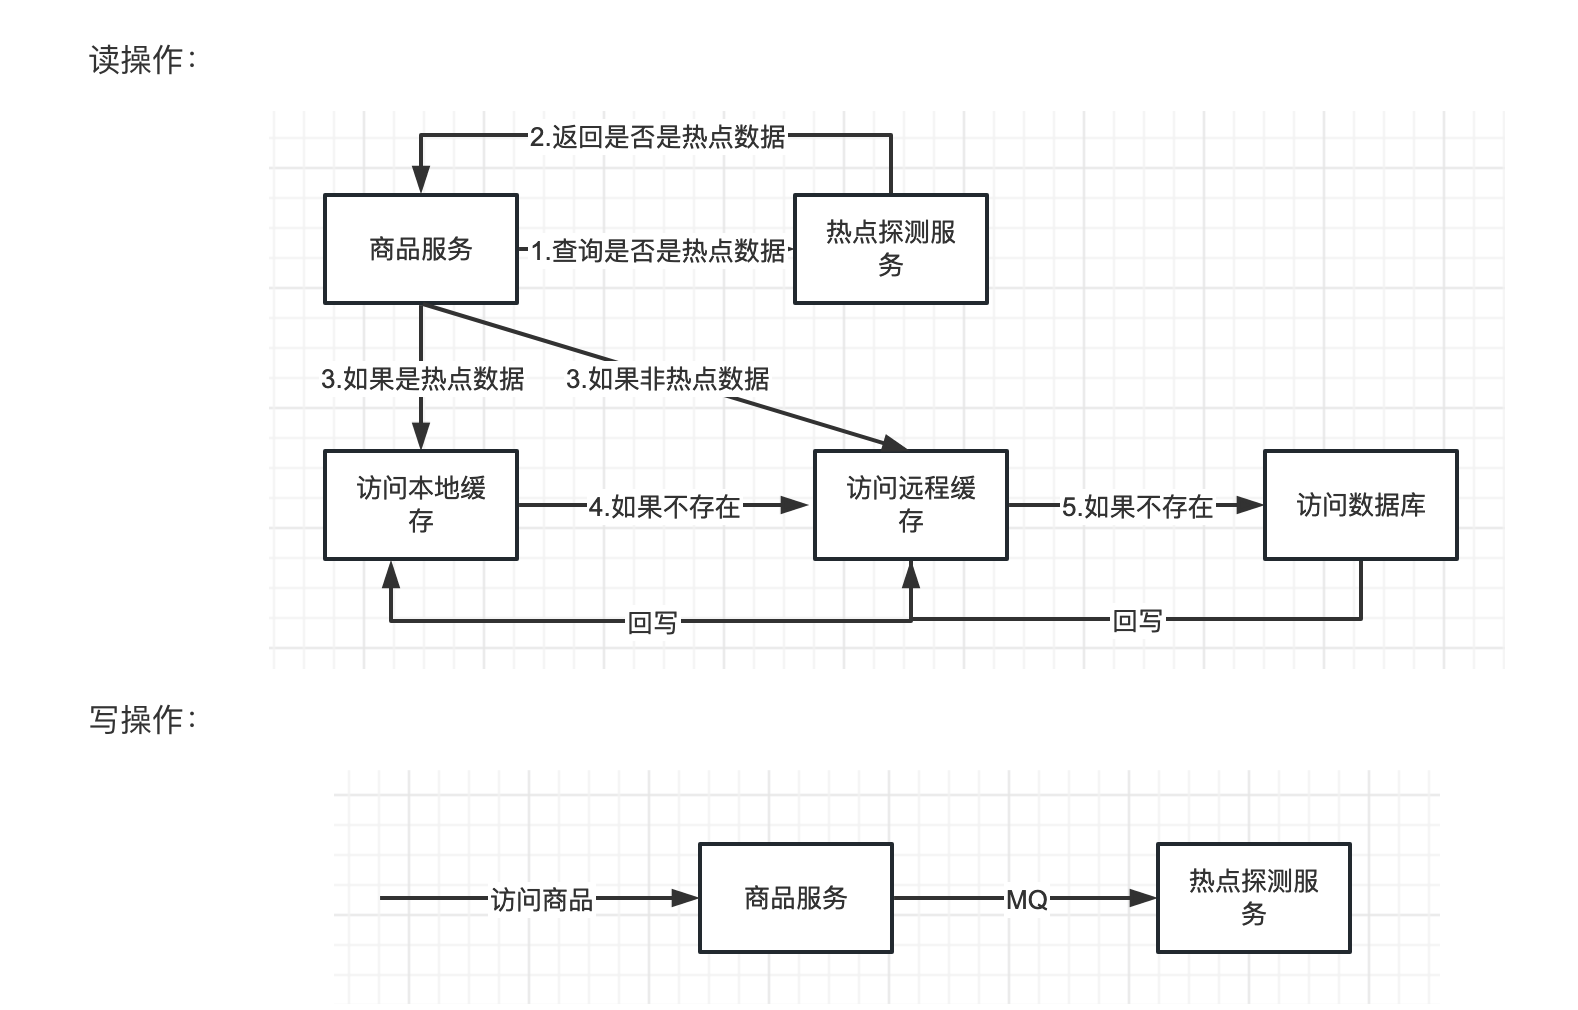 读操作：
2.返回是否是热点数据
商品服务
1.查询是否是热点数据
热点探测服
务
3.如果是热点数据
3.如果非热点数据
访问本地缓
存
4.如果不存在
访问远程缓
存
5.如果不存在
访问数据库
回写
回写
写操作：
访问商品
商品服务
MQ
热点探测服
务